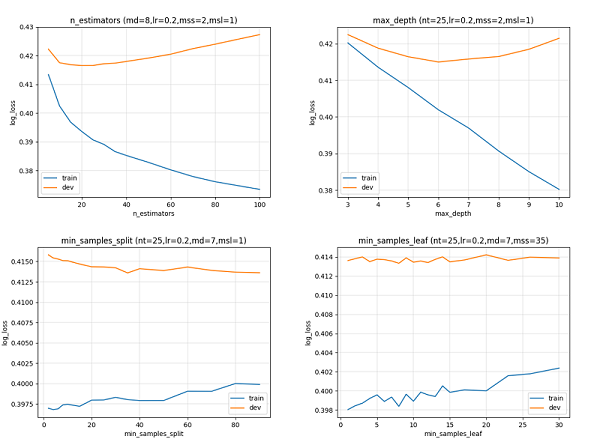 n_estimators (md=8,lr=0.2,mss=2,msl=1)
0.43
0.42
0.41
0.40
0.39
0.38
log_loss
train
dev
20 40 60 80 100
n_estimators
max_depth (nt=25,lr=0.2,mss=2,msl=1)
0.42
0.41
0.40
0.39
0.38
log_loss
train
dev
3 4 5 6 7 8 9 10
max_depth
min_samples_split (nt=25,lr=0.2,md=7,msl=1)
0.4150
0.4125
0.4100
0.4075
0.4050
0.4025
0.4000
0.3975
log_loss
train
dev
0 20 40 60 80
min_samples_split
min_samples_leaf (nt=25,lr=0.2,md=7,mss=35)
0.414
0.412
0.410
0.408
0.406
0.404
0.402
0.400
0.398
log_loss
train
dev
0 5 10 15 20 25 30
min_samples_leaf